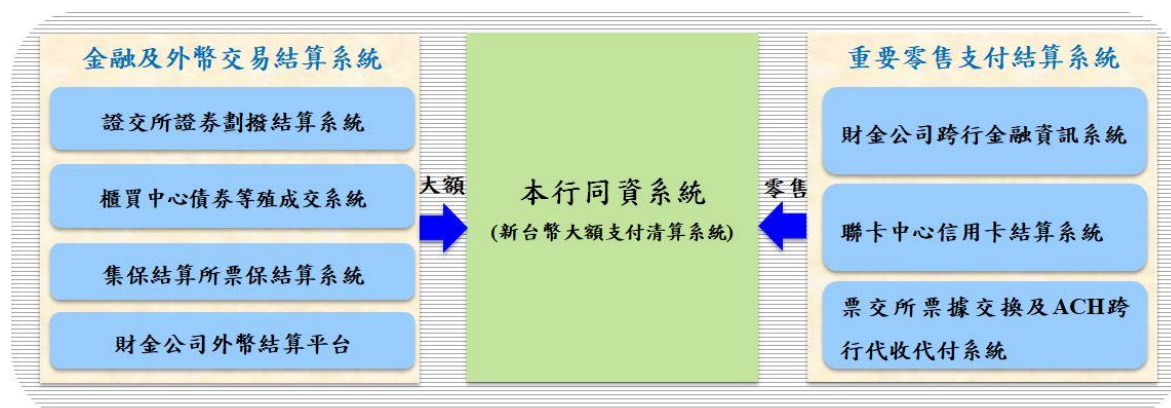 金融及外幣交易結算系統
證交所證券劃撥結算系統
櫃買中心債券等殖成交系統
集保結算所票保結算系統
財金公司外幣結算平台
大額
本行同資系統
(新台幣大額支付清算系統)
零售
重要零售支付結算系統
財金公司跨行金融資訊系統
聯卡中心信用卡結算系統
票交所票據交換及ACH跨
行代收代付系統